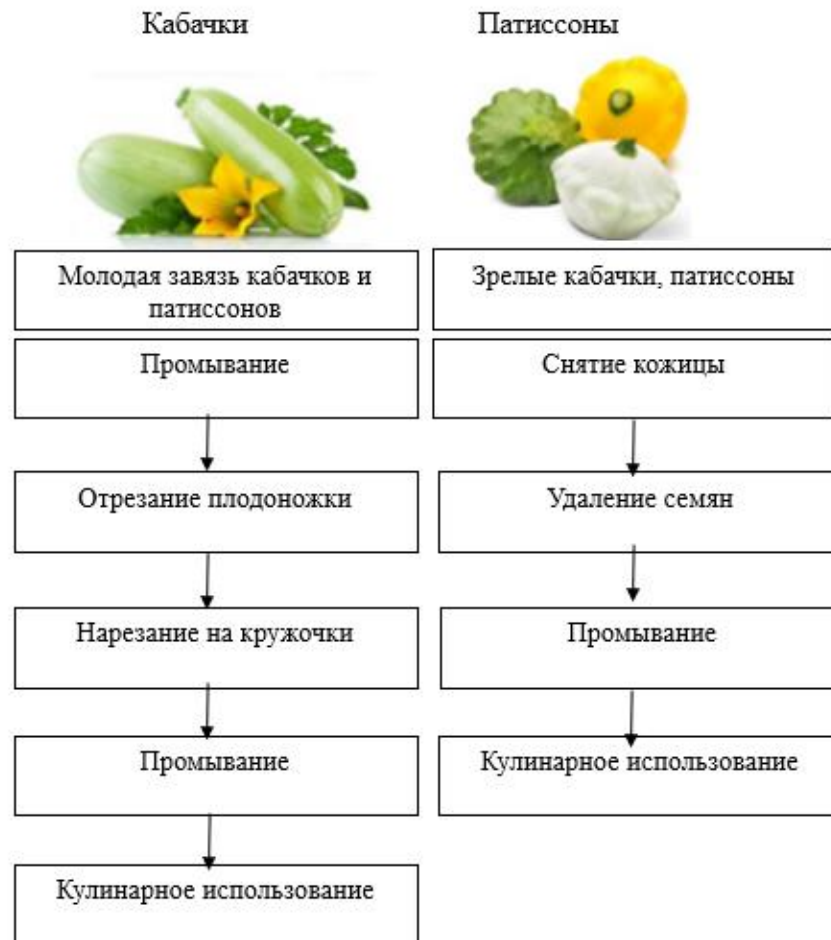 Кабачки
Патиссоны
Молодая завязь кабачков и
патиссонов
Промывание
Отрезание плодоножки
Нарезание на кружочки
Промывание
Кулинарное использование
Зрелые кабачки, патиссоны
Снятие кожицы
Удаление семян
Промывание
Кулинарное использование